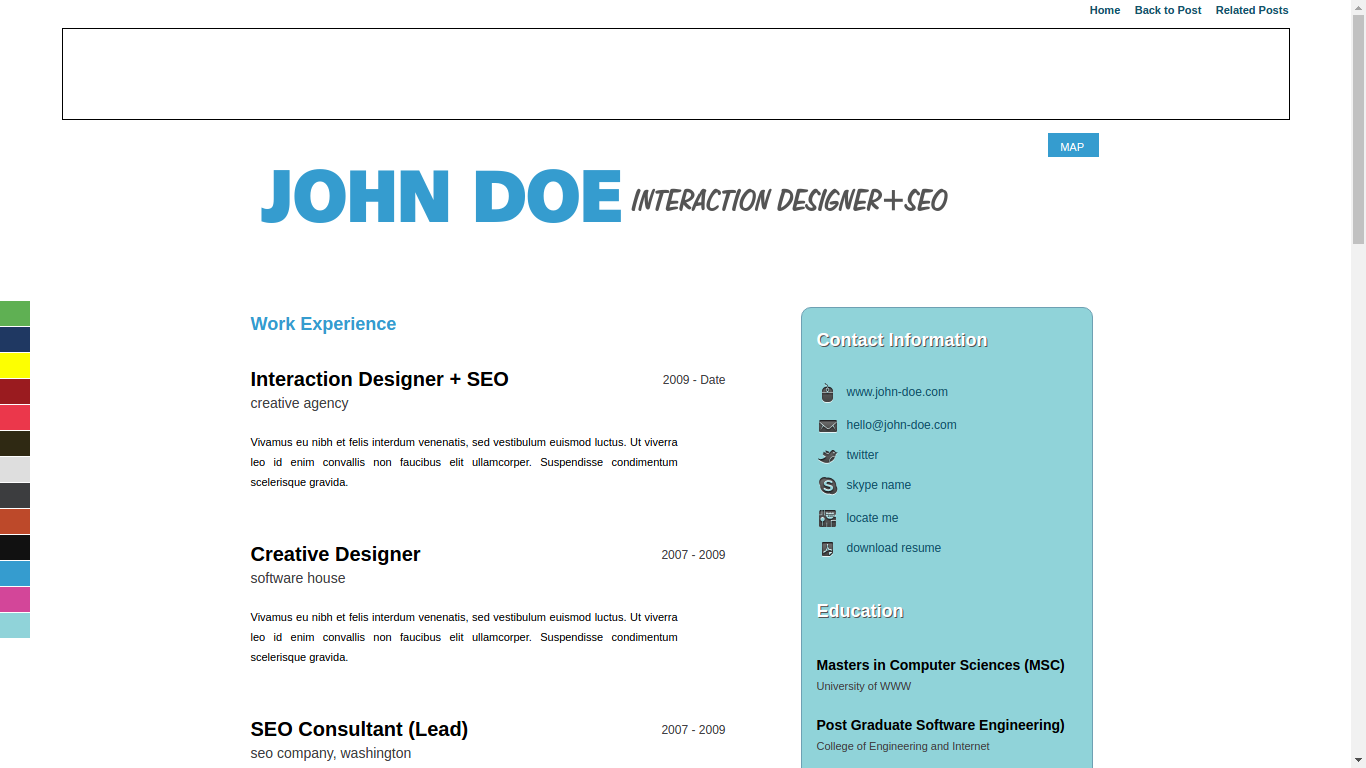 Home Back to Post Related Posts
MAP
JOHN DOE INTERACTION DESIGNER+SEO
Work Experience
Interaction Designer + SEO 2009 - Date
creative agency
Vivamus eu nibh et felis interdum venenatis, sed vestibulum euismod luctus. Ut viverra
leo id enim convallis non faucibus elit ullamcorper. Suspendisse condimentum
scelerisque gravida.
Creative Designer 2007 - 2009
software house
Vivamus eu nibh et felis interdum venenatis, sed vestibulum euismod luctus. Ut viverra
leo id enim convallis non faucibus elit ullamcorper. Suspendisse condimentum
scelerisque gravida.
SEO Consultant (Lead) 2007 - 2009
seo company, washington
Contact Information
www.john-doe.com
hello@john-doe.com
twitter
skype name
locate me
download resume
Education
Masters in Computer Sciences (MSC)
University of WWW
Post Graduate Software Engineering)
College of Engineering and Internet